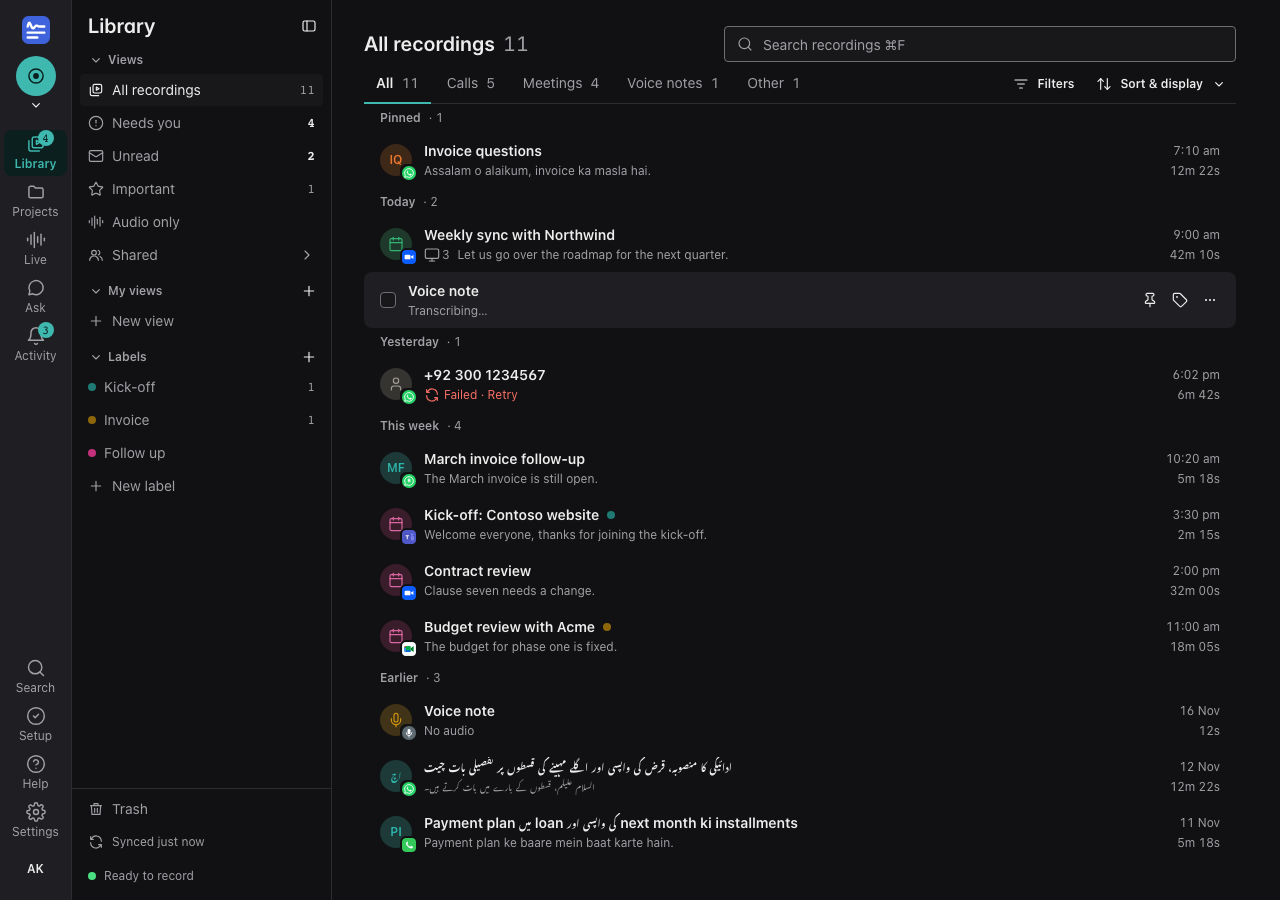 4
Library
Projects
Live
Ask
3
Activity
Search
Setup
Help
Settings
AK
Library
Views
All recordings 11
Needs you 4
Unread 2
Important 1
Audio only
Shared
My views
New view
Labels
Kick-off 1
Invoice 1
Follow up
New label
Trash
Synced just now
Ready to record
All recordings 11
Search recordings ⌘F
All 11 Calls 5 Meetings 4 Voice notes 1 Other 1 Filters Sort & display
Pinned · 1
IQ Invoice questions 7:10 am
Assalam o alaikum, invoice ka masla hai. 12m 22s
Today · 2
Weekly sync with Northwind 9:00 am
3 Let us go over the roadmap for the next quarter. 42m 10s
Voice note
Transcribing...
Yesterday · 1
+92 300 1234567 6:02 pm
Failed · Retry 6m 42s
This week · 4
MF March invoice follow-up 10:20 am
The March invoice is still open. 5m 18s
Kick-off: Contoso website 3:30 pm
Welcome everyone, thanks for joining the kick-off. 2m 15s
Contract review 2:00 pm
Clause seven needs a change. 32m 00s
Budget review with Acme 11:00 am
The budget for phase one is fixed. 18m 05s
Earlier · 3
Voice note 16 Nov
No audio 12s
اچ ادائیگی کا منصوبہ، قرض کی واپسی اور اگلے مہینے کی قسطوں پر تفصیلی بات چیت 12 Nov
السلام علیکم، قسطوں کے بارے میں بات کرتے ہیں۔ 12m 22s
PI Payment plan میں loan کی واپسی اور next month ki installments 11 Nov
Payment plan ke baare mein baat karte hain. 5m 18s